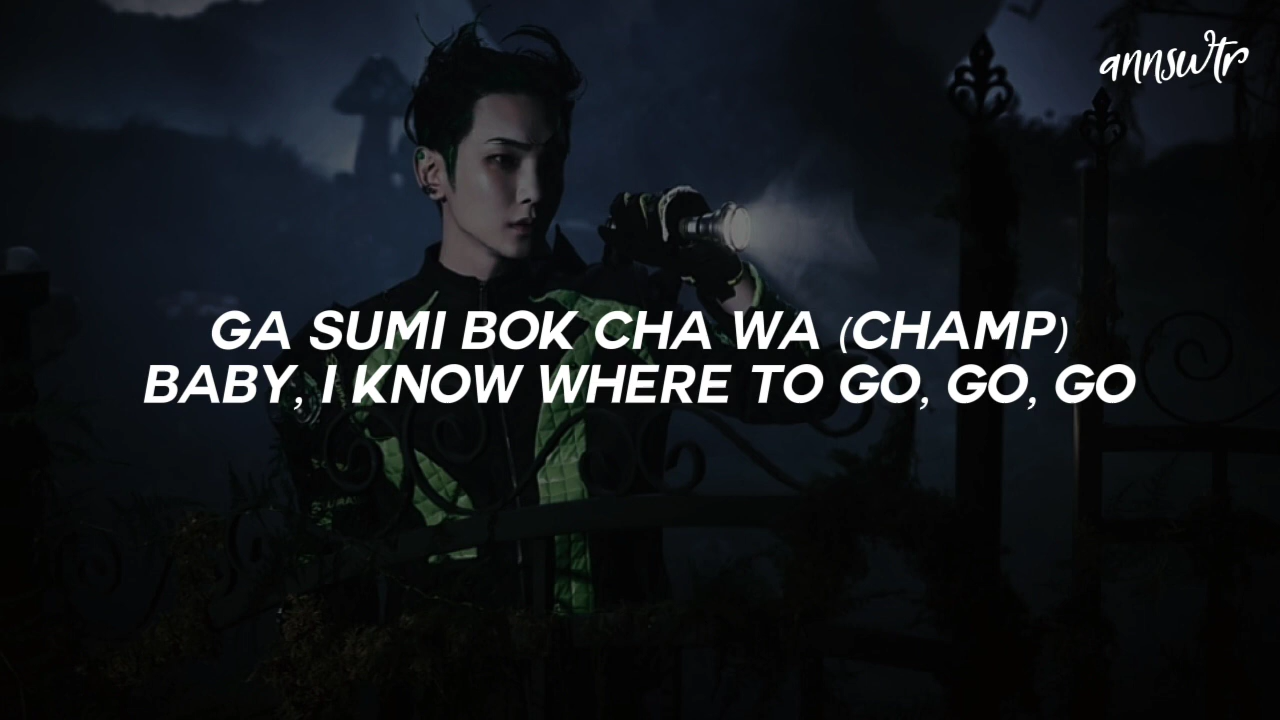 annswtr
GA SUMI BOK CHA WA (CHAMP)
BABY, I KNOW WHERE TO GO, GO, GO